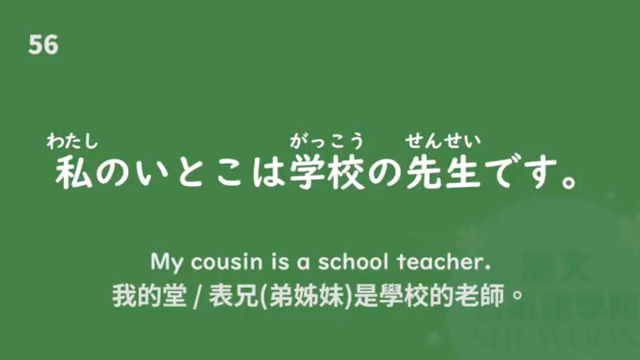 56
わたし がっこう せんせい
私のいとこは学校の先生です。
My cousin is a school teacher.
我的堂 / 表兄(弟姊妹)是學校的老師。